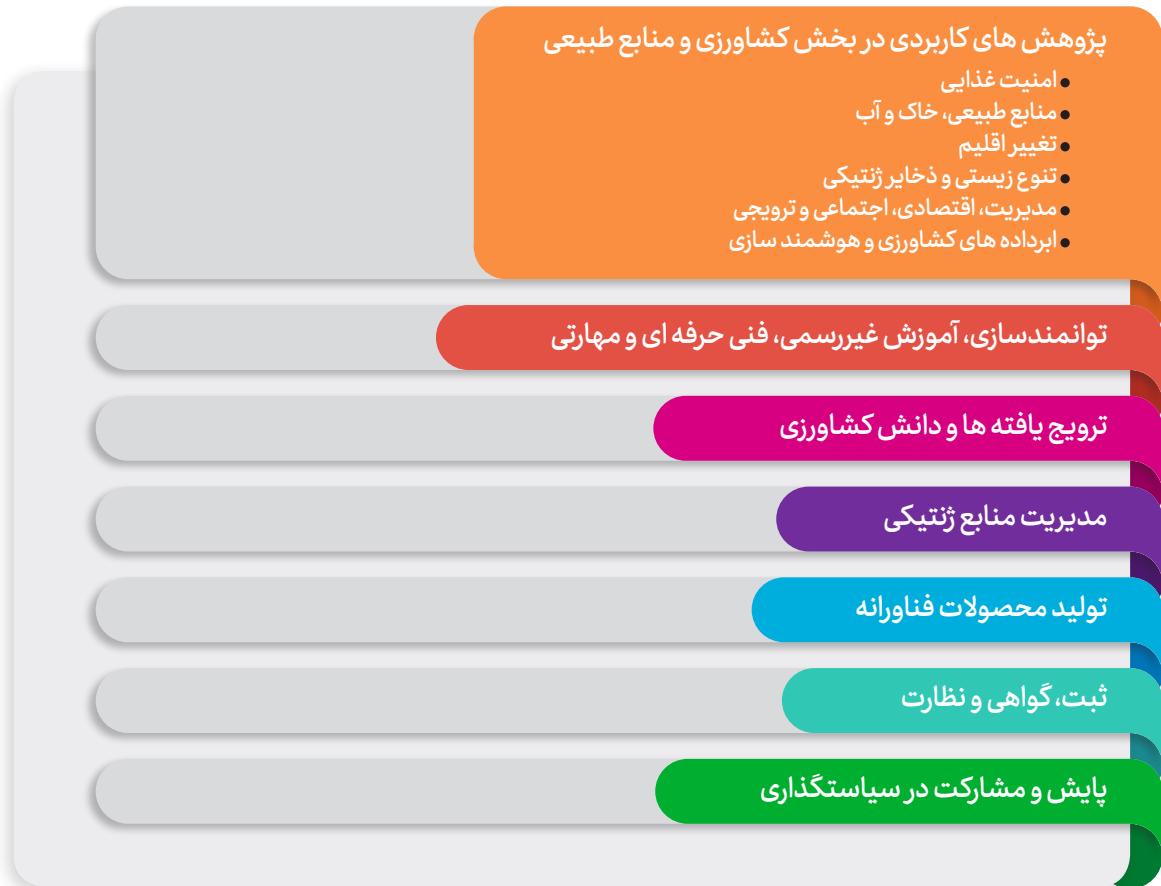 پژوهش های کاربردی در بخش کشاورزی و منابع طبیعی
• امنیت غذایی
• منابع طبیعی، خاک و آب
• تغییر اقلیم
• تنوع زیستی و ذخایر ژنتیکی
• مدیریت، اقتصادی، اجتماعی و ترویجی
• ابرداده های کشاورزی و هوشمند سازی
توانمندسازی، آموزش غیررسمی، فنی حرفه ای و مهارتی
ترویج یافته ها و دانش کشاورزی
مدیریت منابع ژنتیکی
تولید محصولات فناورانه
ثبت، گواهی و نظارت
پایش و مشارکت در سیاستگذاری